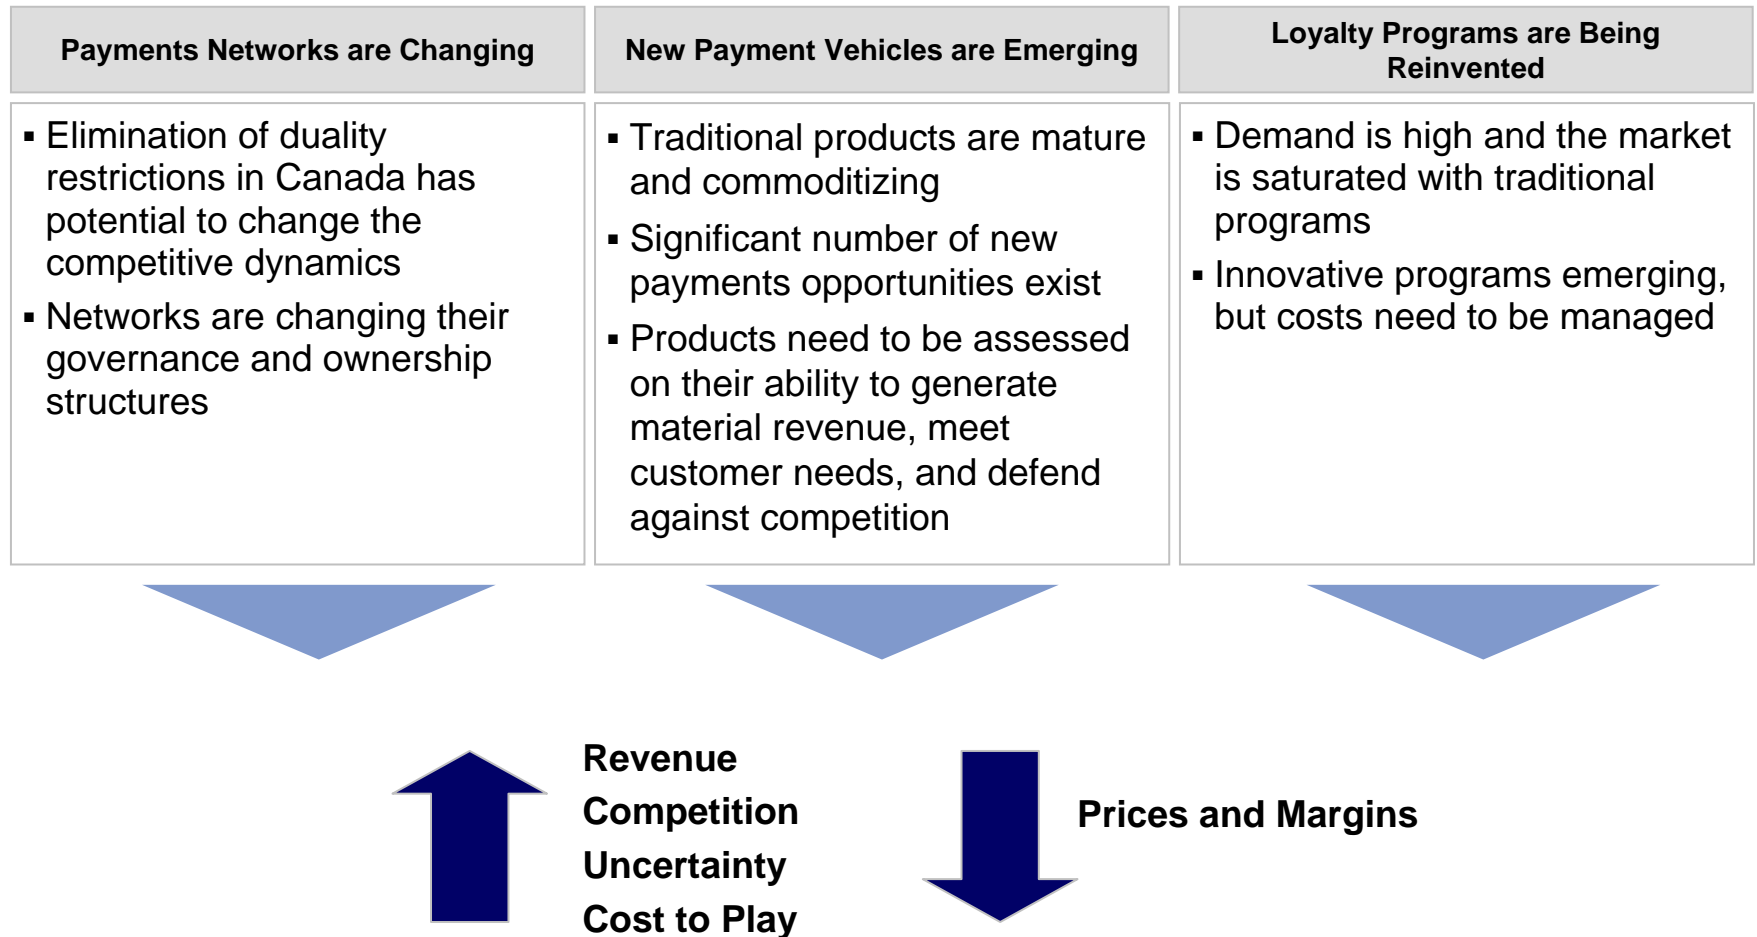 Payments Networks are Changing
New Payment Vehicles are Emerging
Loyalty Programs are Being
Reinvented
▪ Elimination of duality
restrictions in Canada has
potential to change the
competitive dynamics
▪ Networks are changing their
governance and ownership
structures
▪ Traditional products are mature
and commoditizing
▪ Significant number of new
payments opportunities exist
▪ Products need to be assessed
on their ability to generate
material revenue, meet
customer needs, and defend
against competition
▪ Demand is high and the market
is saturated with traditional
programs
▪ Innovative programs emerging,
but costs need to be managed
Revenue
Competition
Uncertainty
Cost to Play
Prices and Margins